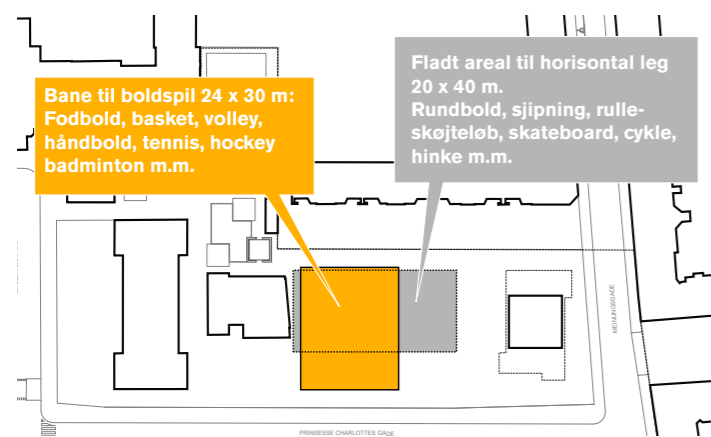 Bane til boldspil 24 x 30 m:
Fodbold, basket, volley,
håndbold, tennis, hockey
badminton m.m.
Fladt areal til horisontal leg
20 x 40 m.
Rundbold, sjipning, rulle-
skøjteløb, skateboard, cykle,
hinke m.m.
MEINUNGSGADE
PRINSESSE CHARLOTTES GADE